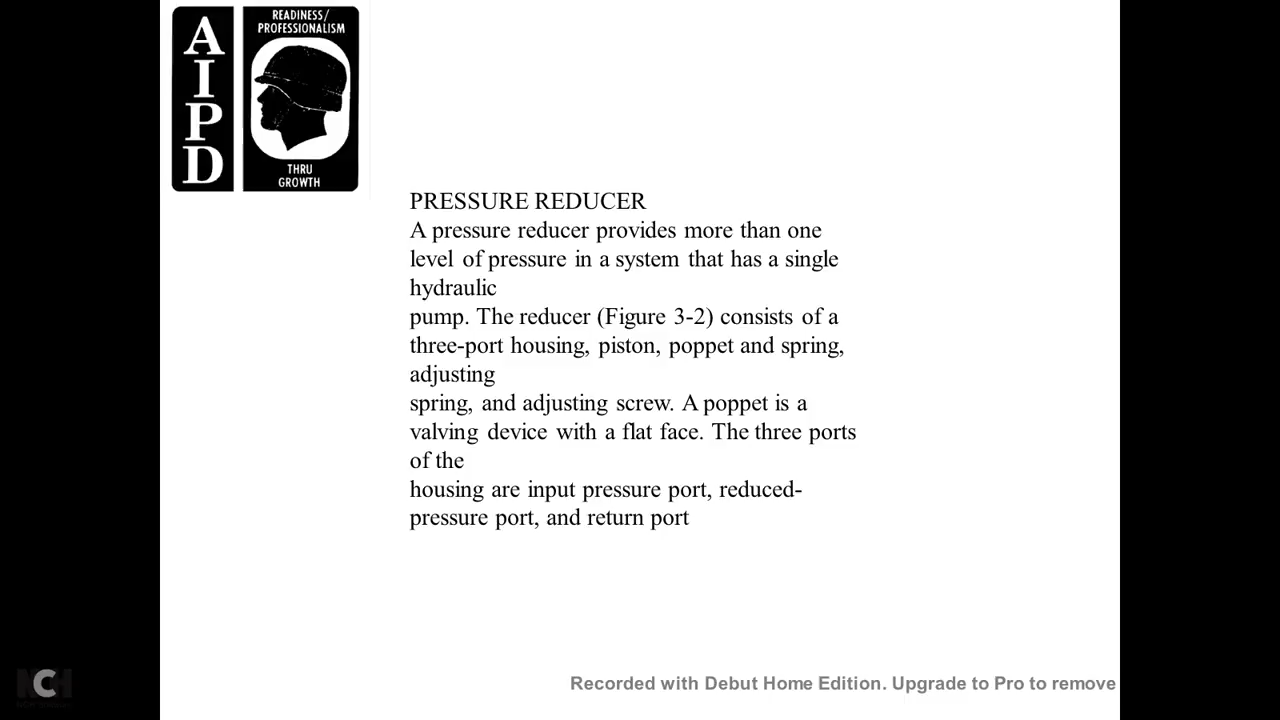 AIPD
READINESS/
PROFESSIONALISM
THRU
GROWTH
PRESSURE REDUCER
A pressure reducer provides more than one
level of pressure in a system that has a single
hydraulic
pump. The reducer (Figure 3-2) consists of a
three-port housing, piston, poppet and spring,
adjusting
spring, and adjusting screw. A poppet is a
valving device with a flat face. The three ports
of the
housing are input pressure port, reduced-
pressure port, and return port
NCH
Recorded with Debut Home Edition. Upgrade to Pro to remove